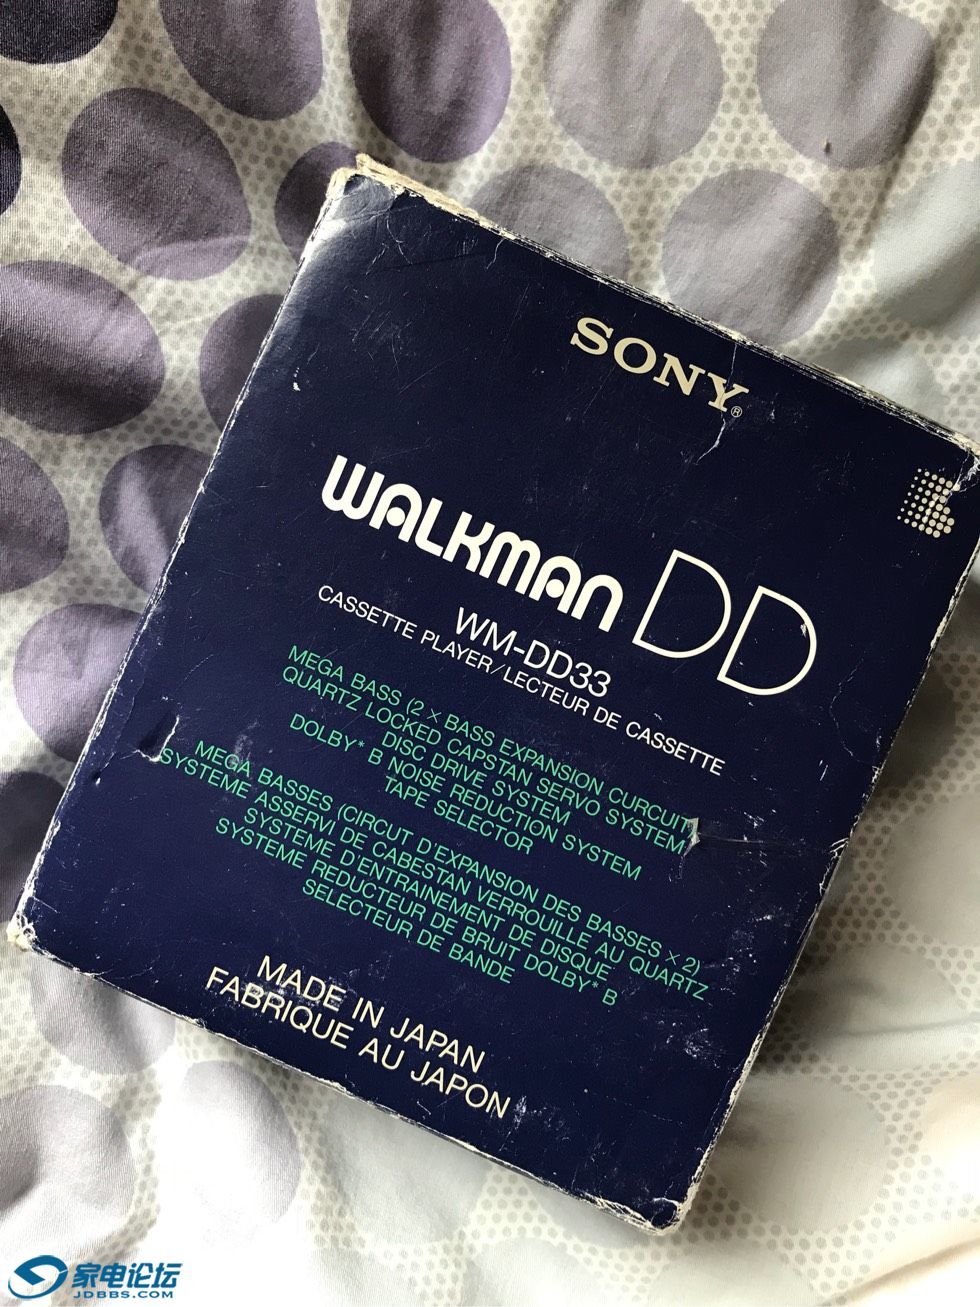 SONY®
WALKMAN DD
WM-DD33
CASSETTE PLAYER/LECTEUR DE CASSETTE
MEGA BASS (2 × BASS EXPANSION CURCUIT)
QUARTZ LOCKED CAPSTAN SERVO SYSTEM
DISC DRIVE SYSTEM
DOLBY* B NOISE REDUCTION SYSTEM
TAPE SELECTOR
MEGA BASSES (CIRCUT D'EXPANSION DES BASSES × 2)
SYSTEME ASSERVI DE CABESTAN VERROUILLE AU QUARTZ
SYSTEME D'ENTRAINEMENT DE DISQUE
SYSTEME REDUCTEUR DE BRUIT DOLBY* B
SELECTEUR DE BANDE
MADE IN JAPAN
FABRIQUE AU JAPON
家电论坛
JDBBS.COM